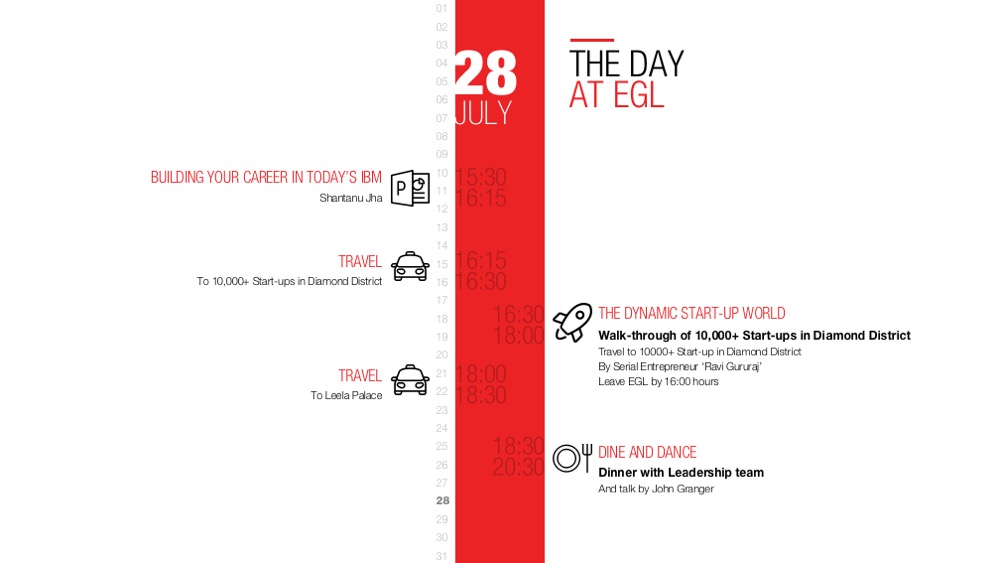 01
02
03
04
05
06
07
08
09
10
11
12
13
14
15
16
17
18
19
20
21
22
23
24
25
26
27
28
29
30
31
28
JULY
THE DAY
AT EGL
BUILDING YOUR CAREER IN TODAY'S IBM
Shantanu Jha
P
15:30
16:15
TRAVEL
To 10,000+ Start-ups in Diamond District
16:15
16:30
16:30
18:00
THE DYNAMIC START-UP WORLD
Walk-through of 10,000+ Start-ups in Diamond District
Travel to 10000+ Start-up in Diamond District
By Serial Entrepreneur ‘Ravi Gururaj’
Leave EGL by 16:00 hours
TRAVEL
To Leela Palace
18:00
18:30
18:30
20:30
DINE AND DANCE
Dinner with Leadership team
And talk by John Granger